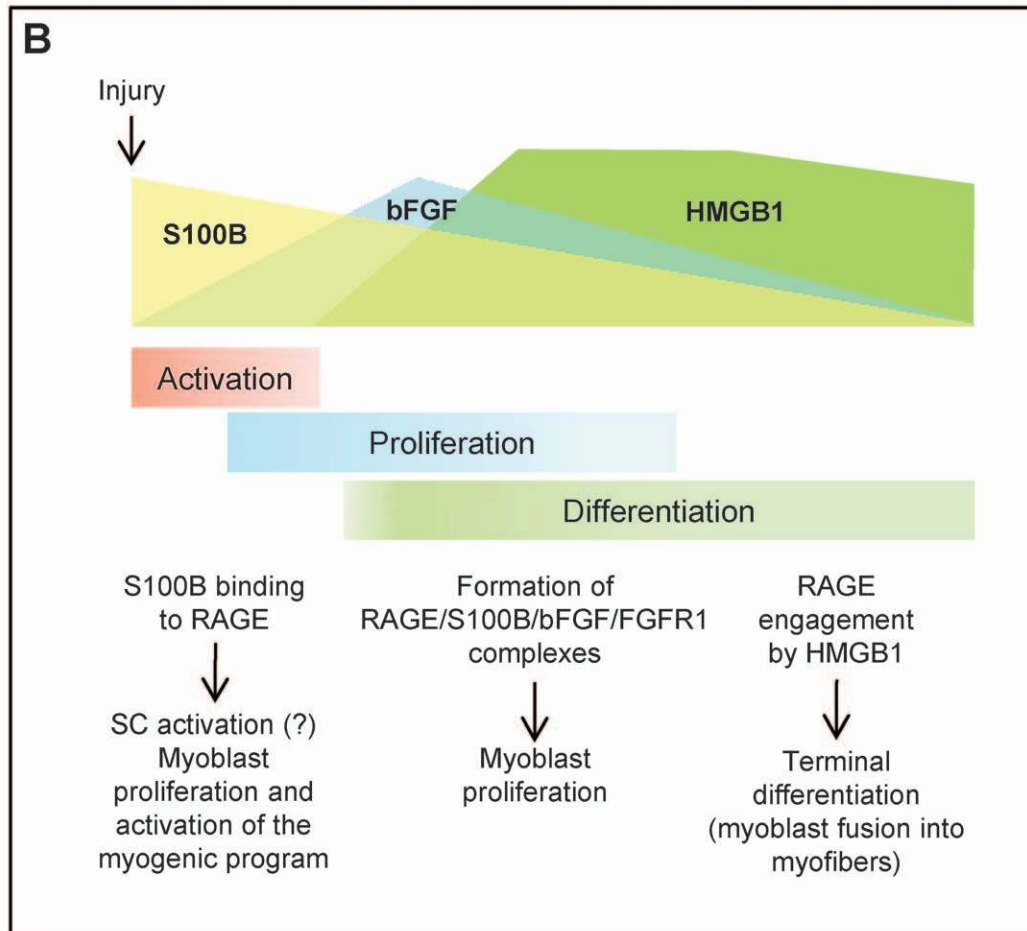 B
Injury
S100B
bFGF
HMGB1
Activation
Proliferation
Differentiation
S100B binding
to RAGE
SC activation (?)
Myoblast
proliferation and
activation of the
myogenic program
Formation of
RAGE/S100B/bFGF/FGFR1
complexes
Myoblast
proliferation
RAGE
engagement
by HMGB1
Terminal
differentiation
(myoblast fusion into
myofibers)